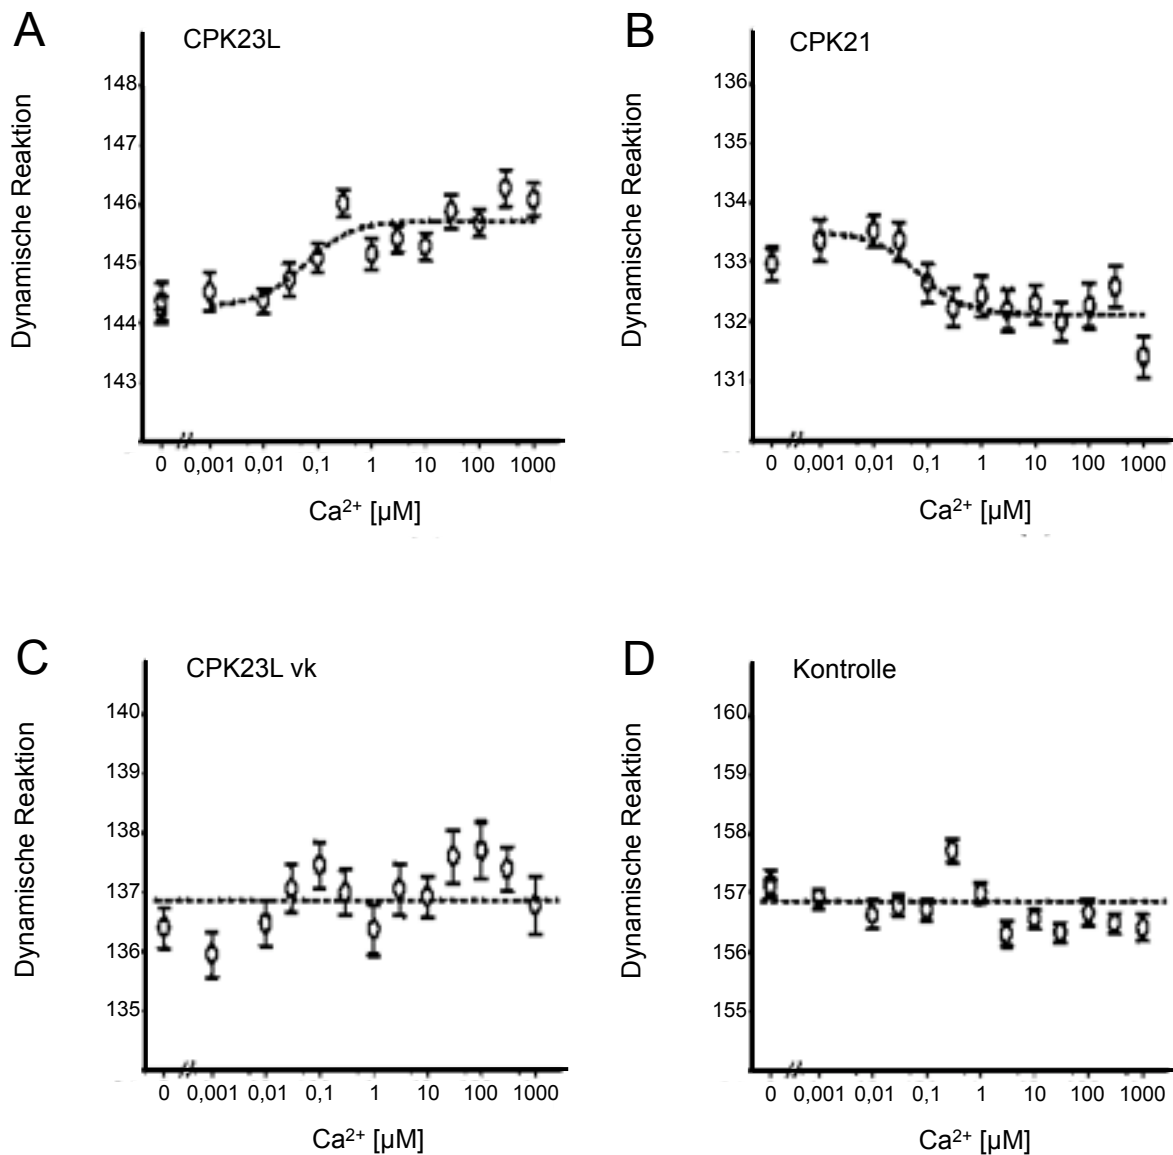 A
CPK23L
Dynamische Reaktion
148
147
146
145
144
143
0 0,001 0,01 0,1 1 10 100 1000
Ca²⁺ [µM]
B
CPK21
Dynamische Reaktion
136
135
134
133
132
131
0 0,001 0,01 0,1 1 10 100 1000
Ca²⁺ [µM]
C
CPK23L vk
Dynamische Reaktion
140
139
138
137
136
135
0 0,001 0,01 0,1 1 10 100 1000
Ca²⁺ [µM]
D
Kontrolle
Dynamische Reaktion
160
159
158
157
156
155
0 0,001 0,01 0,1 1 10 100 1000
Ca²⁺ [µM]